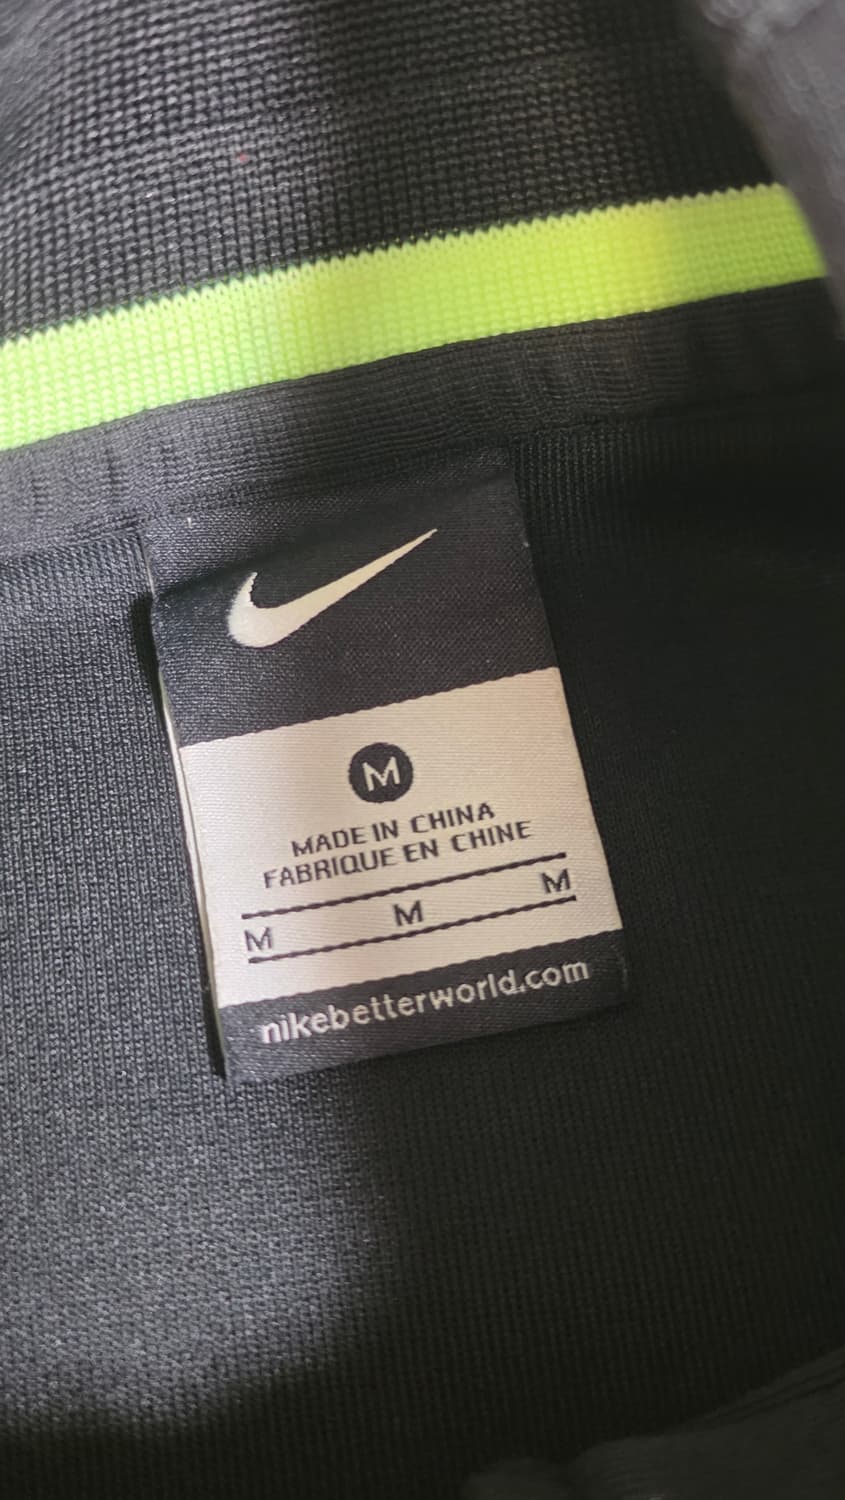 M
MADE IN CHINA
FABRIQUE EN CHINE
M M M
nikebetterworld.com